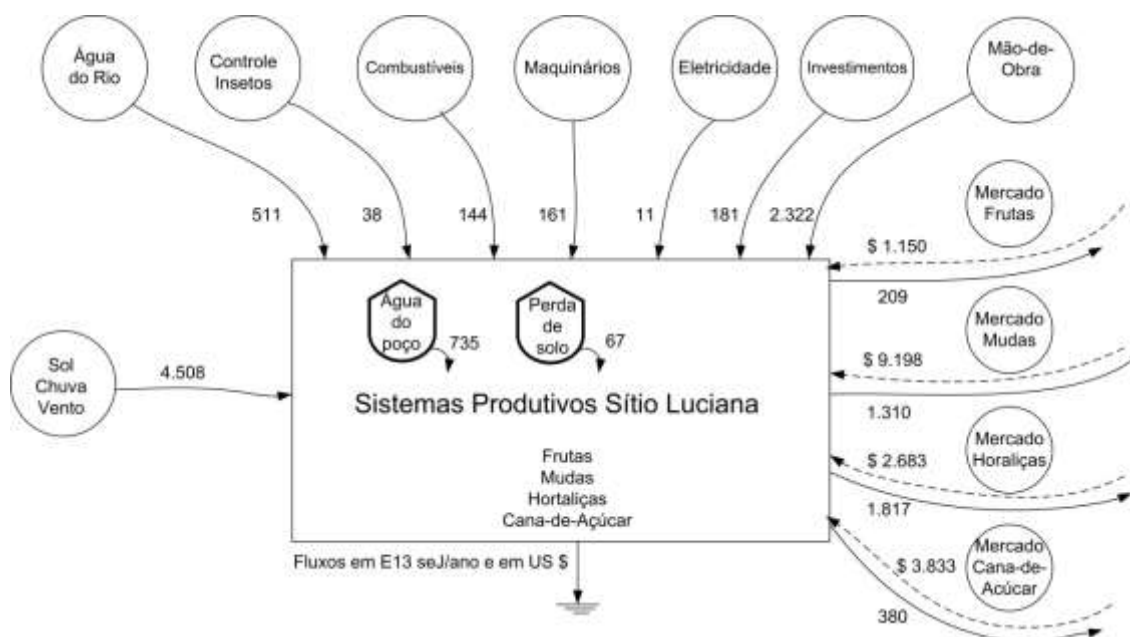 Água
do Rio
Controle
Insetos
Combustíveis
Maquinários
Eletricidade
Investimentos
Mão-de-
Obra
511
38
144
161
11
181
2.322
Mercado
Frutas
$ 1.150
209
Água
do
poço
735
Perda
de
solo
67
Mercado
Mudas
$ 9.198
1.310
Sol
Chuva
Vento
4.508
Sistemas Produtivos Sítio Luciana
Frutas
Mudas
Hortaliças
Cana-de-Açúcar
Mercado
Horaliças
$ 2.683
1.817
Mercado
Cana-de-
Acúcar
$ 3.833
380
Fluxos em E13 seJ/ano e em US $